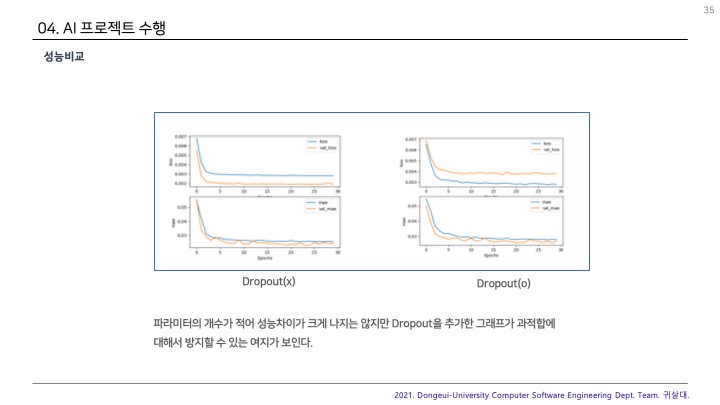 35
04. AI 프로젝트 수행
성능비교
0.007
0.006
0.005
0.004
0.003
0.002
loss
loss
val_loss
0 5 10 15 20 25 30
0.05
0.04
0.03
mae
mae
val_mae
0 5 10 15 20 25 30
Epochs
0.007
0.006
0.005
0.004
0.003
loss
loss
val_loss
0 5 10 15 20 25 30
0.05
0.04
0.03
mae
mae
val_mae
0 5 10 15 20 25 30
Epochs
Dropout(x)
Dropout(o)
파라미터의 개수가 적어 성능차이가 크게 나지는 않지만 Dropout을 추가한 그래프가 과적합에
대해서 방지할 수 있는 여지가 보인다.
2021. Dongeui-University Computer Software Engineering Dept. Team. 귀살대.